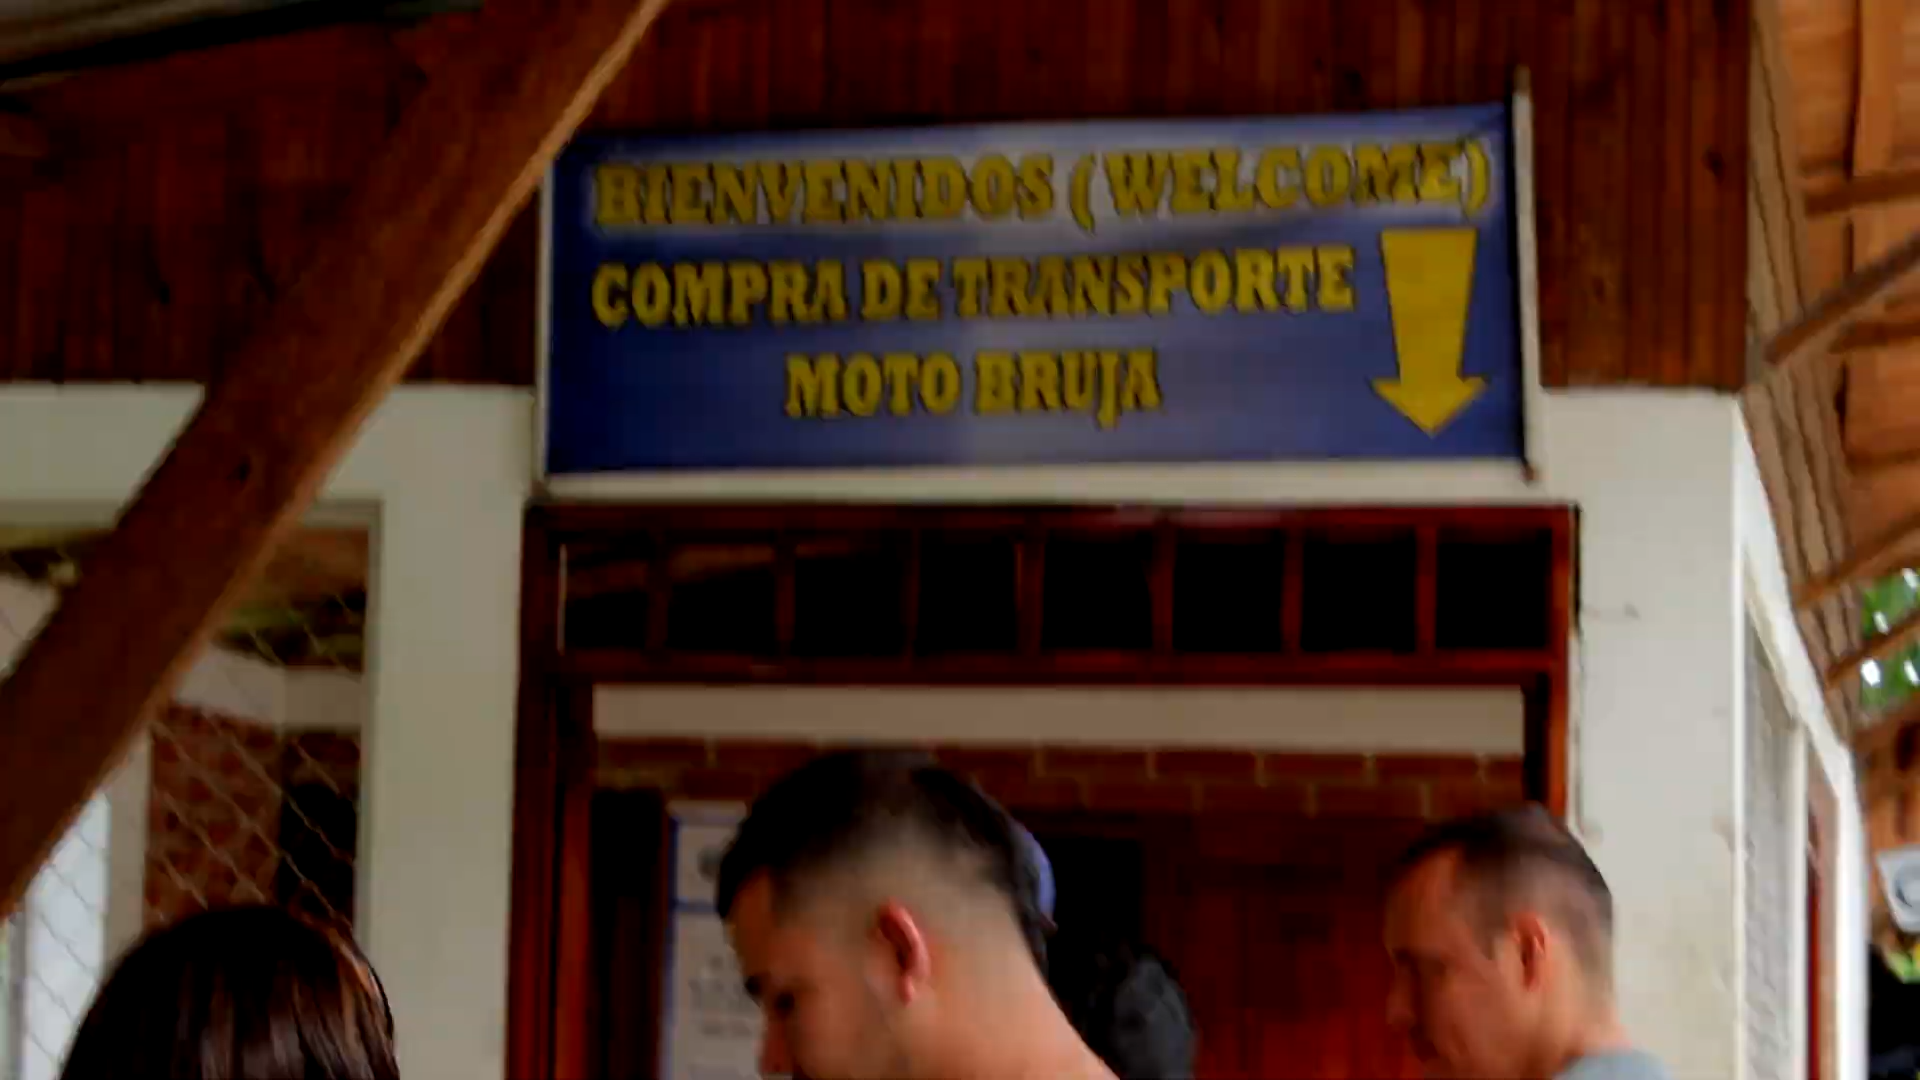 BIENVENIDOS (WELCOME)
COMPRA DE TRANSPORTE
MOTO BRUJA